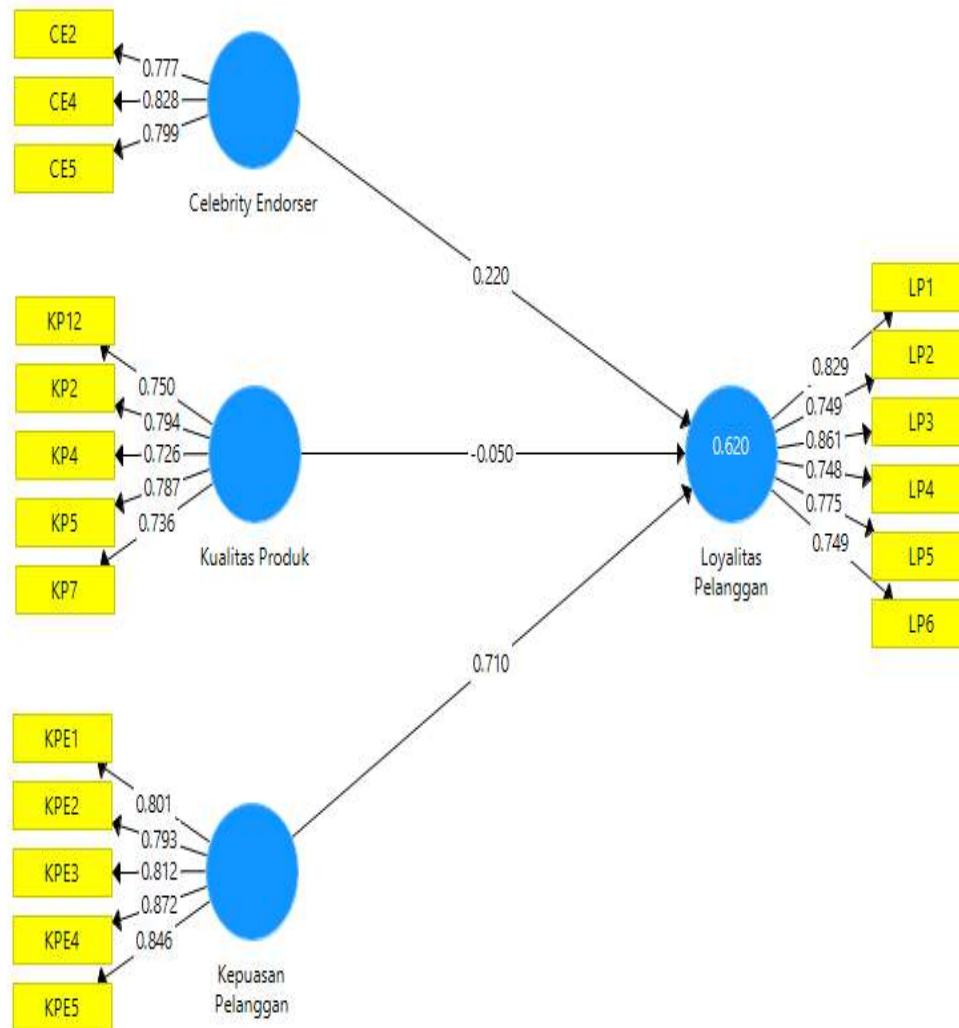 CE2
0.777
CE4
0.828
CE5
0.799
Celebrity Endorser
0.220
KP12
0.750
KP2
0.794
KP4
0.726
KP5
0.787
KP7
0.736
Kualitas Produk
-0.050
KPE1
0.801
KPE2
0.793
KPE3
0.812
KPE4
0.872
KPE5
0.846
Kepuasan
Pelanggan
0.710
0.620
Loyalitas
Pelanggan
LP1
0.829
LP2
0.749
LP3
0.861
LP4
0.748
LP5
0.775
LP6
0.749